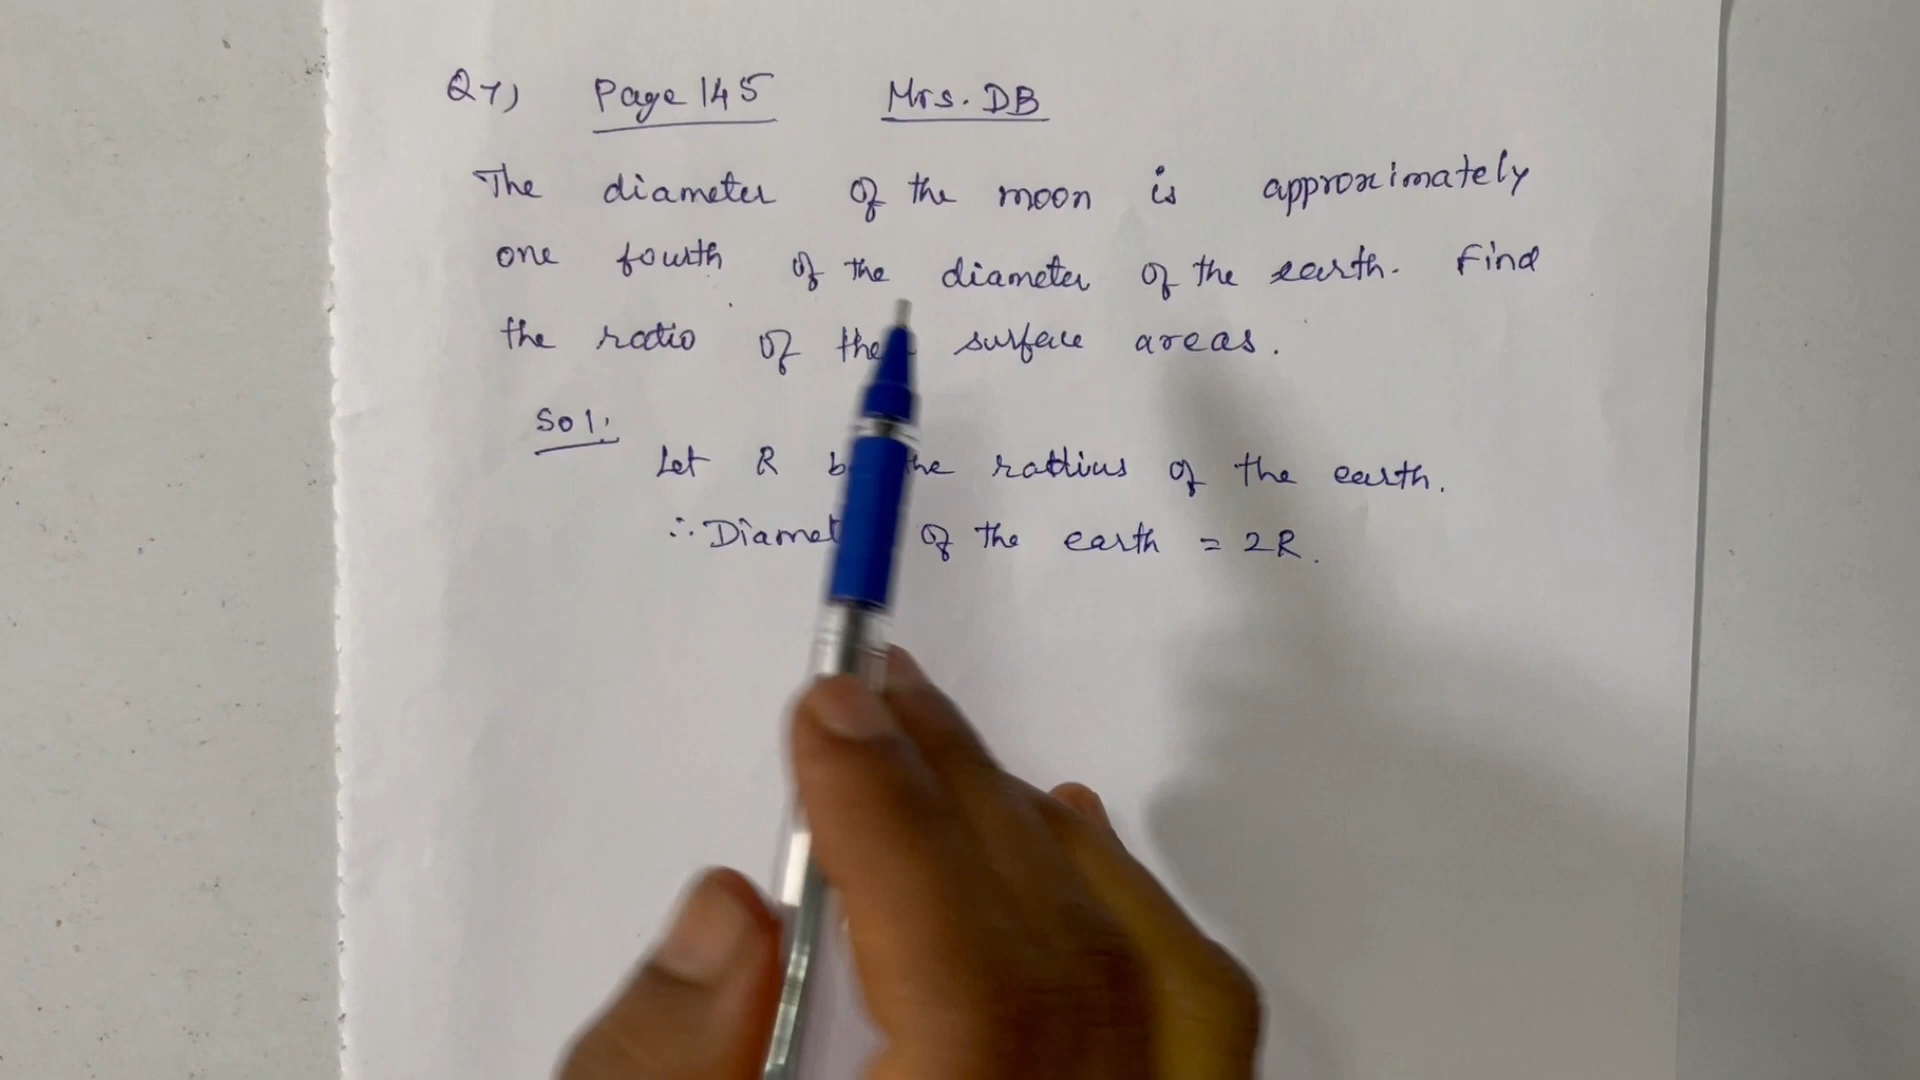 Q7) Page 145 Mrs. DB
The diameter of the moon is approximately
one fourth of the diameter of the earth. Find
the ratio of the surface areas.
Sol:
Let R the radius of the earth.
∴ Diamet of the earth = 2R.